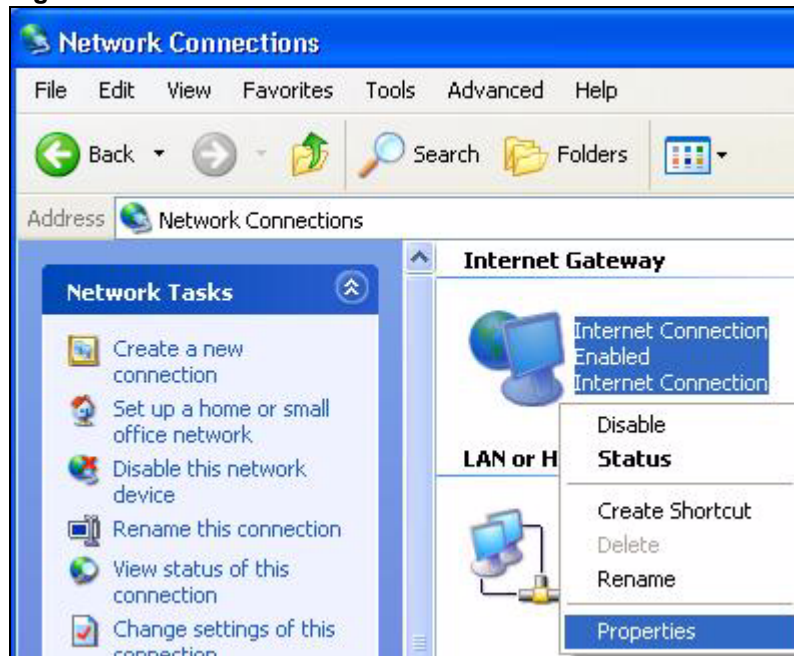 Network Connections
File Edit View Favorites Tools Advanced Help
Back Search Folders
Address Network Connections
Network Tasks
Create a new
connection
Set up a home or small
office network
Disable this network
device
Rename this connection
View status of this
connection
Change settings of this
connection
Internet Gateway
Internet Connection
Enabled
Internet Connection
LAN or H
Disable
Status
Create Shortcut
Delete
Rename
Properties